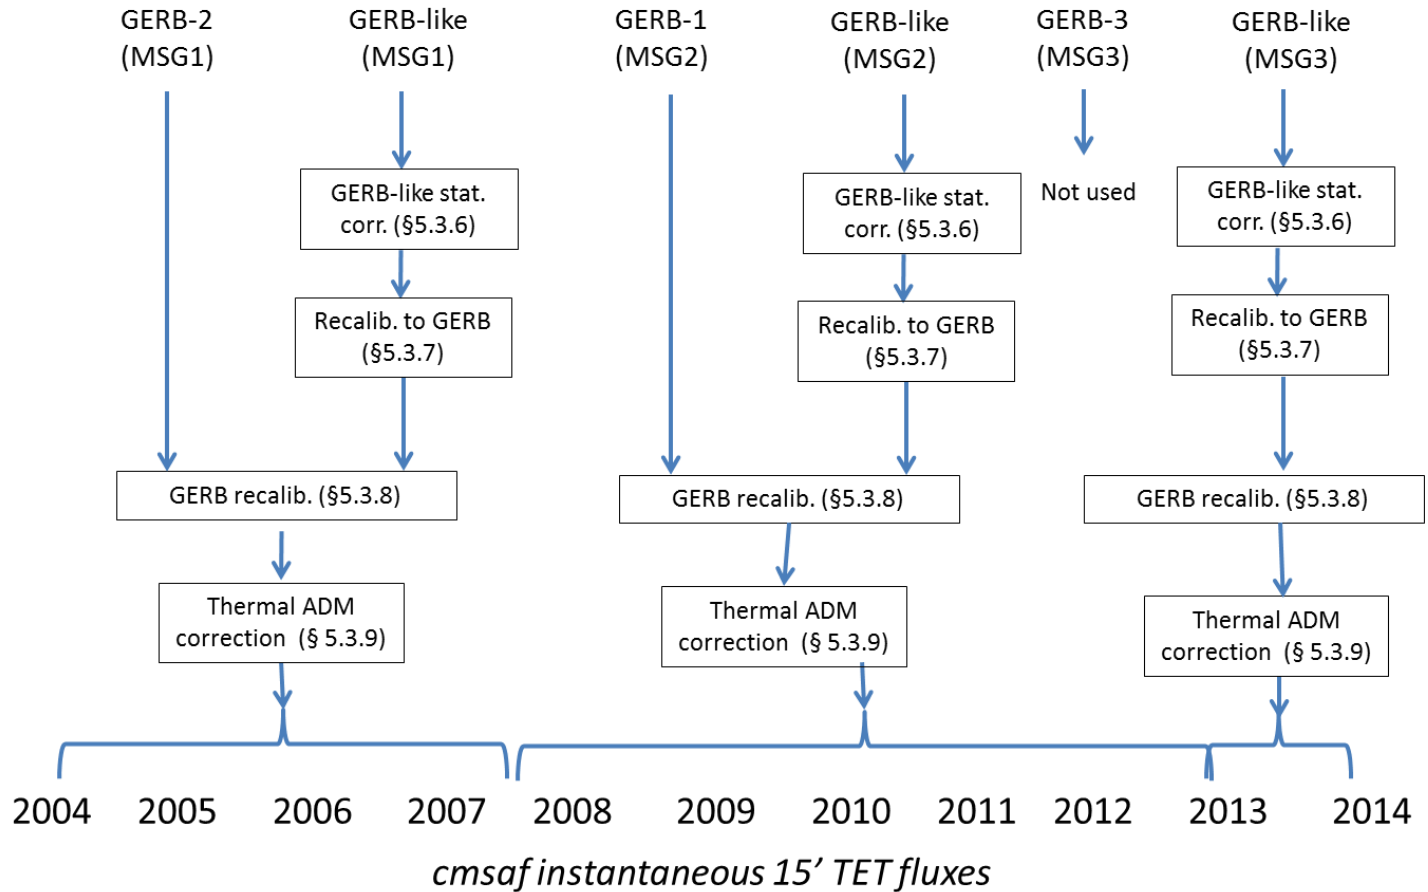 GERB-2
(MSG1)
GERB-like
(MSG1)
GERB-1
(MSG2)
GERB-like
(MSG2)
GERB-3
(MSG3)
GERB-like
(MSG3)
GERB-like stat.
corr. (§5.3.6)
GERB-like stat.
corr. (§5.3.6)
Not used
GERB-like stat.
corr. (§5.3.6)
Recalib. to GERB
(§5.3.7)
Recalib. to GERB
(§5.3.7)
Recalib. to GERB
(§5.3.7)
GERB recalib. (§5.3.8)
GERB recalib. (§5.3.8)
GERB recalib. (§5.3.8)
Thermal ADM
correction (§ 5.3.9)
Thermal ADM
correction (§ 5.3.9)
Thermal ADM
correction (§ 5.3.9)
2004 2005 2006 2007 2008 2009 2010 2011 2012 2013 2014
cmsaf instantaneous 15’ TET fluxes